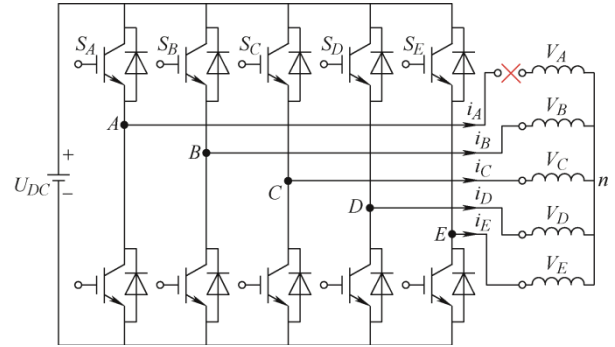 S_A S_B S_C S_D S_E
V_A
i_A
A
V_B
i_B
B
V_C
i_C
n
C
+
U_DC
−
V_D
i_D
D
i_E
E
V_E